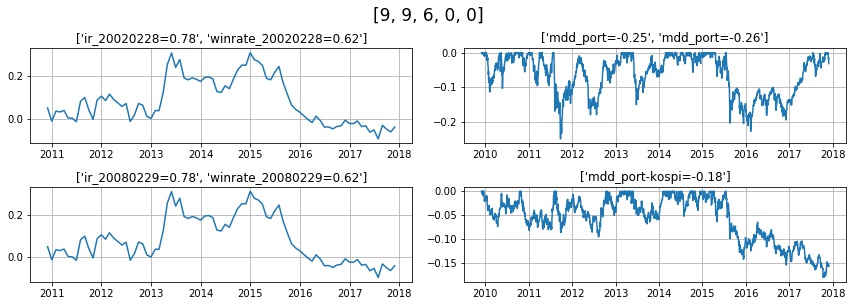 [9, 9, 6, 0, 0]
['ir_20020228=0.78', 'winrate_20020228=0.62']
0.2
0.0
2011 2012 2013 2014 2015 2016 2017 2018
['mdd_port=-0.25', 'mdd_port=-0.26']
0.0
−0.1
−0.2
2010 2011 2012 2013 2014 2015 2016 2017 2018
['ir_20080229=0.78', 'winrate_20080229=0.62']
0.2
0.0
2011 2012 2013 2014 2015 2016 2017 2018
['mdd_port-kospi=-0.18']
0.00
−0.05
−0.10
−0.15
2010 2011 2012 2013 2014 2015 2016 2017 2018